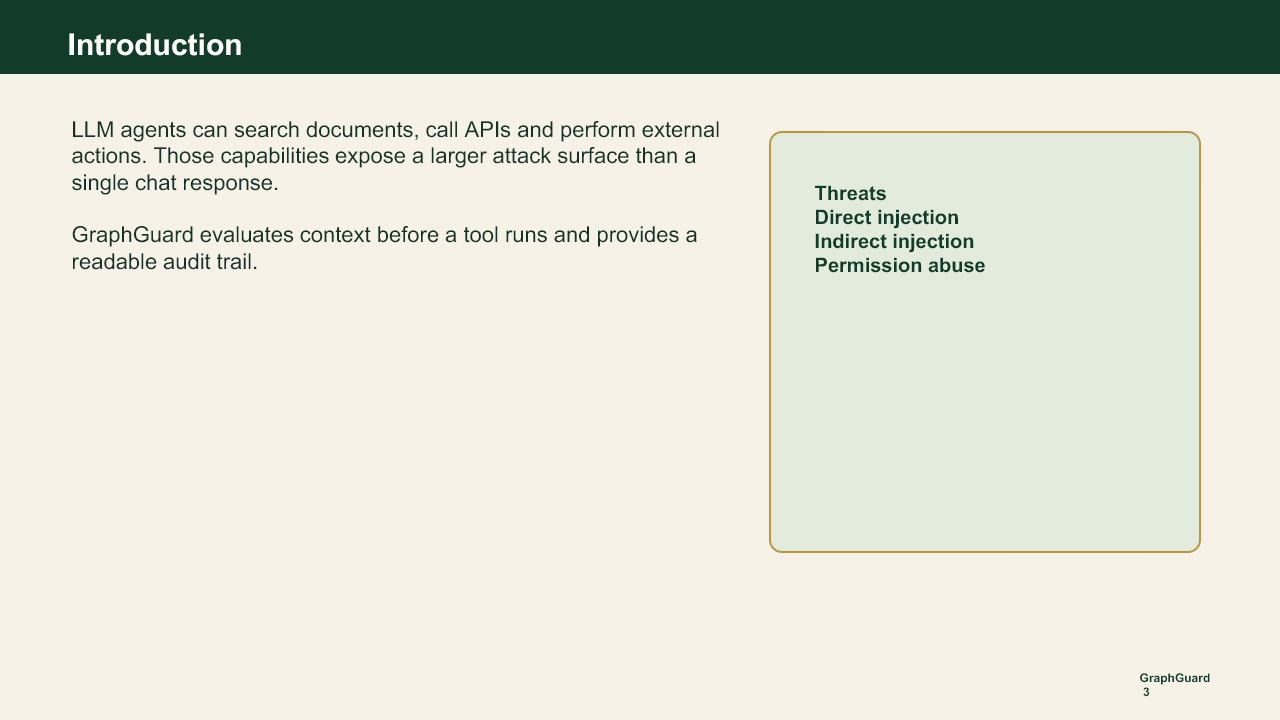 Introduction
LLM agents can search documents, call APIs and perform external
actions. Those capabilities expose a larger attack surface than a
single chat response.
GraphGuard evaluates context before a tool runs and provides a
readable audit trail.
Threats
Direct injection
Indirect injection
Permission abuse
GraphGuard
3